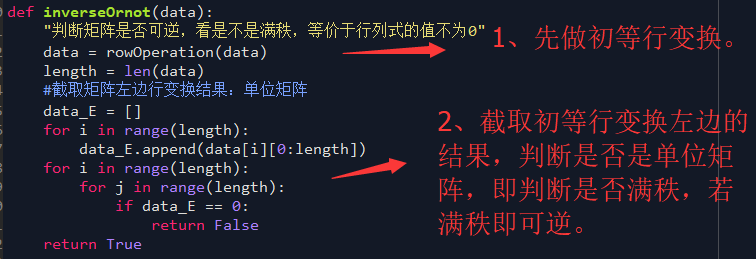 def inverseOrnot(data):
"判断矩阵是否可逆，看是不是满秩，等价于行列式的值不为0"
data = rowOperation(data)
length = len(data)
#截取矩阵左边行变换结果：单位矩阵
data_E = []
for i in range(length):
data_E.append(data[i][0:length])
for i in range(length):
for j in range(length):
if data_E == 0:
return False
return True
1、先做初等行变换。
2、截取初等行变换左边的
结果，判断是否是单位矩
阵，即判断是否满秩，若
满秩即可逆。